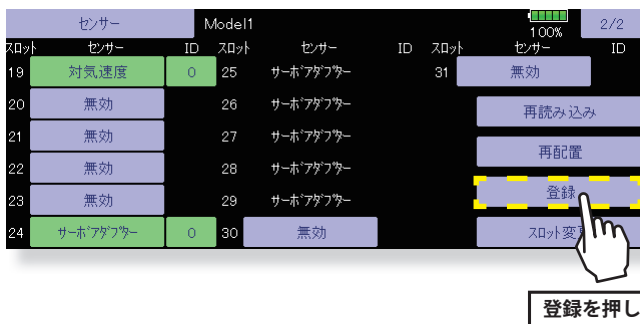 センサー Model1 100% 2/2
スロット センサー ID スロット センサー ID スロット センサー ID
19 対気速度 0 25 サーボアダプター 31 無効
20 無効 26 サーボアダプター 再読み込み
21 無効 27 サーボアダプター 再配置
22 無効 28 サーボアダプター 登録
23 無効 29 サーボアダプター
24 サーボアダプター 0 30 無効 スロット変
登録を押し